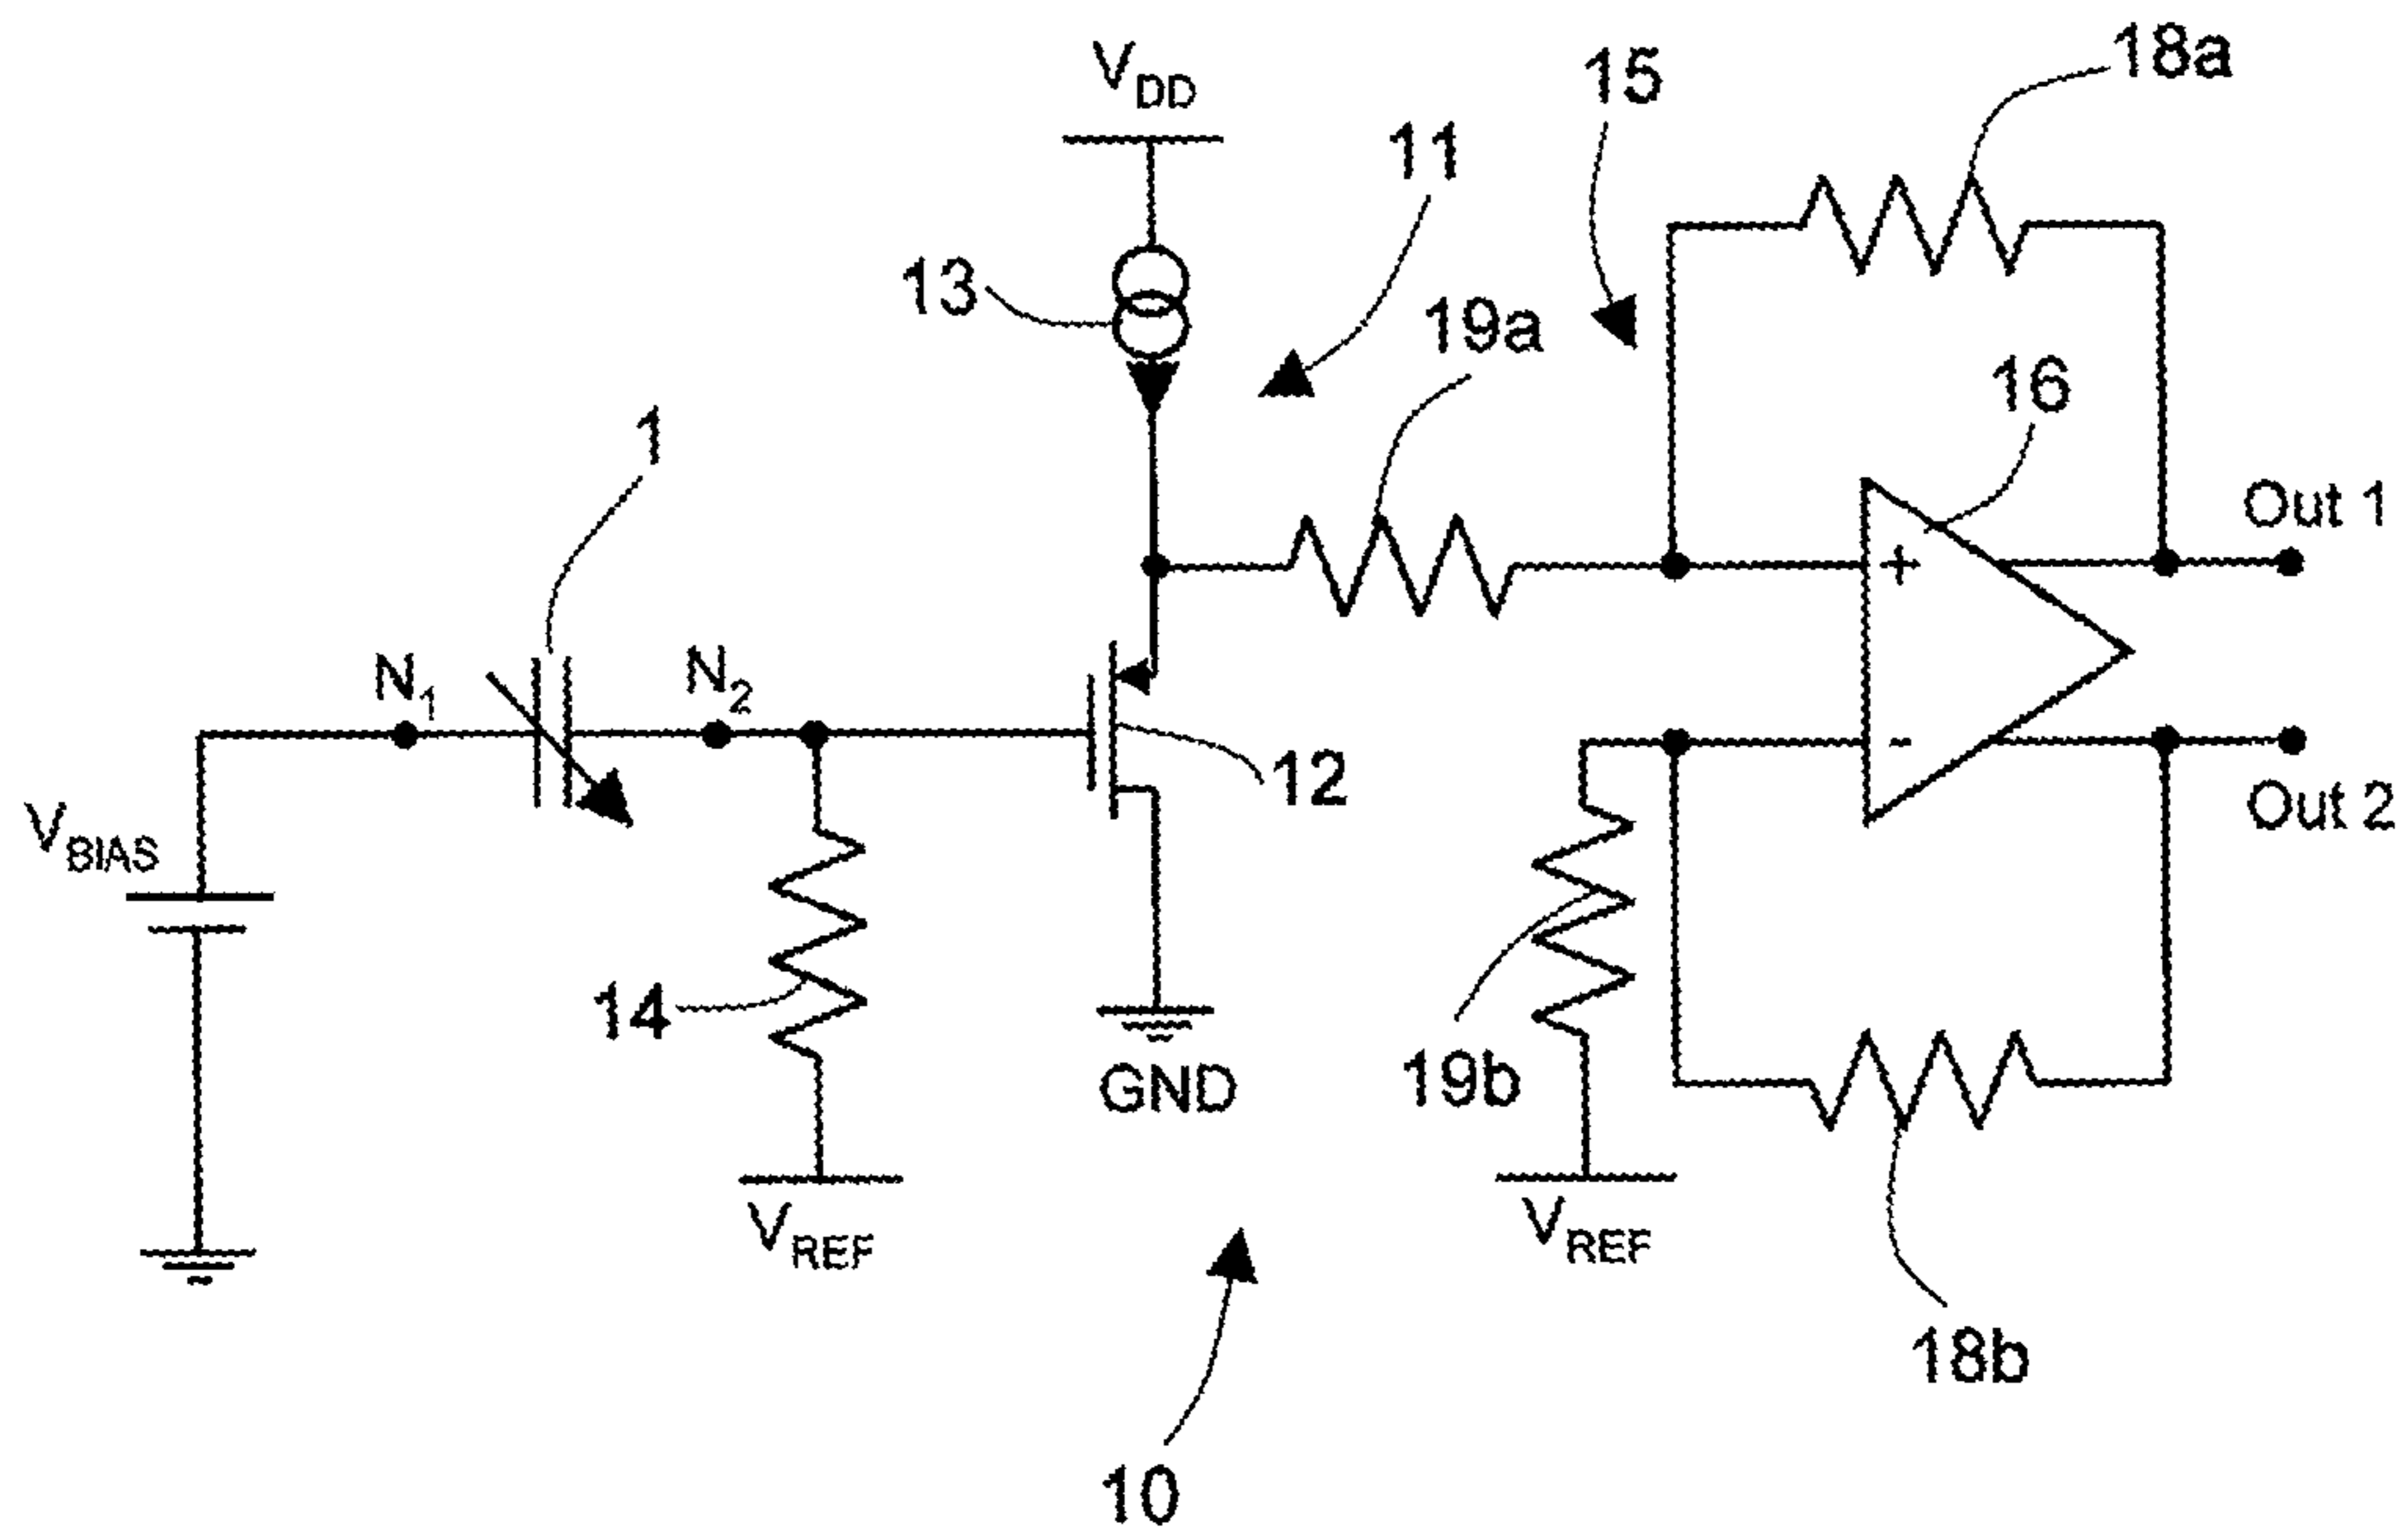 18a
V_DD
15
11
13
19a
16
1
Out 1
N_1
N_2
12
Out 2
V_BIAS
+
-
14
19b
GND
V_REF
V_REF
18b
10